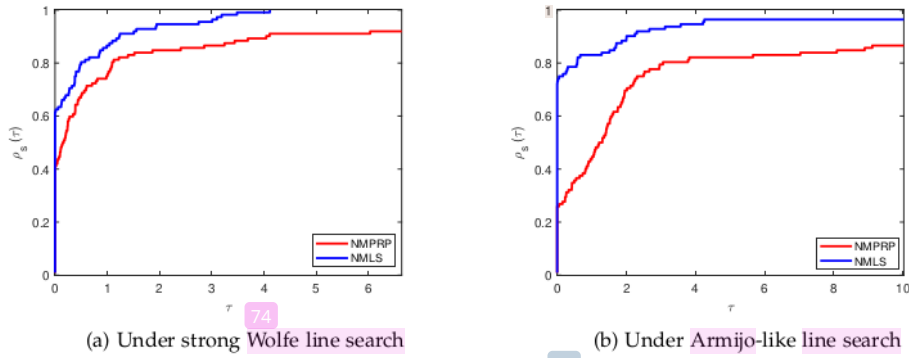 1
0.8
0.6
0.4
0.2
0
ρs(τ)
NMPRP
NMLS
0 1 2 3 4 5 6
τ
74
(a) Under strong Wolfe line search
1
0.8
0.6
0.4
0.2
0
ρs(τ)
NMPRP
NMLS
0 2 4 6 8 10
τ
(b) Under Armijo-like line search